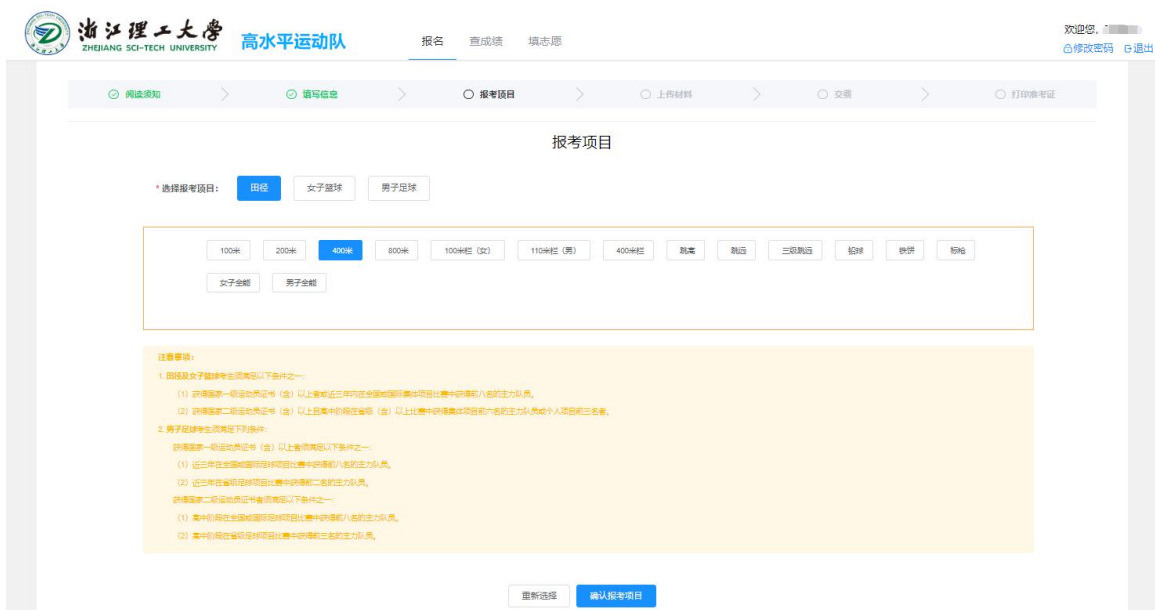 浙江理工大学
ZHEJIANG SCI-TECH UNIVERSITY
高水平运动队
报名 查成绩 填志愿
欢迎您,
修改密码 退出
阅读须知 填写信息 报考项目 上传材料 交费 打印准考证
报考项目
* 选择报考项目： 田径 女子篮球 男子足球
100米 200米 400米 800米 100米栏（女） 110米栏（男） 400米栏 跳高 跳远 三级跳远 铅球 铁饼 标枪
女子全能 男子全能
注意事项：
1. 田径及女子篮球考生须满足以下条件之一：
（1）获得国家一级运动员证书（含）以上者或近三年内在全国或国际集体项目比赛中获得前八名的主力队员。
（2）获得国家二级运动员证书（含）以上且高中阶段在省级（含）以上比赛中获得集体项目前六名的主力队员或个人项目前三名者。
2. 男子足球考生须满足下列条件：
获得国家一级运动员证书（含）以上者须满足以下条件之一：
（1）近三年在全国或国际足球项目比赛中获得前八名的主力队员。
（2）近三年在省级足球项目比赛中获得前二名的主力队员。
获得国家二级运动员证书者须满足以下条件之一：
（1）高中阶段在全国或国际足球项目比赛中获得前八名的主力队员。
（2）高中阶段在省级足球项目比赛中获得前三名的主力队员。
重新选择 确认报考项目